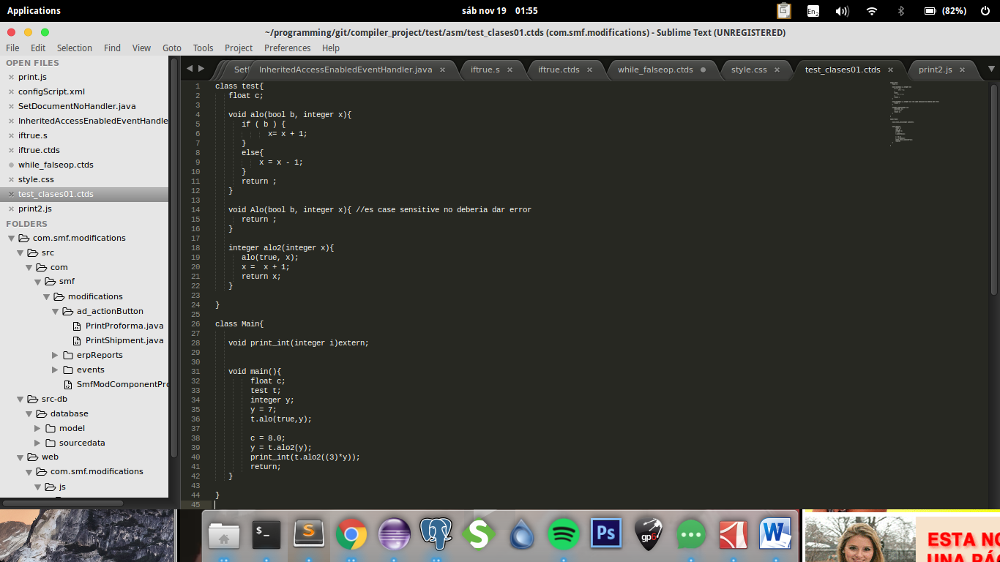 Applications
sáb nov 19 01:55
En2
(82%)
~/programming/git/compiler_project/test/asm/test_clases01.ctds (com.smf.modifications) - Sublime Text (UNREGISTERED)
File Edit Selection Find View Goto Tools Project Preferences Help
OPEN FILES
print.js
configScript.xml
SetDocumentNoHandler.java
InheritedAccessEnabledEventHandle
iftrue.s
iftrue.ctds
while_falseop.ctds
style.css
test_clases01.ctds
print2.js
FOLDERS
com.smf.modifications
src
com
smf
modifications
ad_actionButton
PrintProforma.java
PrintShipment.java
erpReports
events
SmfModComponentPro
src-db
database
model
sourcedata
web
com.smf.modifications
js
Set InheritedAccessEnabledEventHandler.java iftrue.s iftrue.ctds while_falseop.ctds style.css test_clases01.ctds print2.js
1 class test{
2 float c;
3
4 void alo(bool b, integer x){
5 if ( b ) {
6 x= x + 1;
7 }
8 else{
9 x = x - 1;
10 }
11 return ;
12 }
13
14 void Alo(bool b, integer x){ //es case sensitive no deberia dar error
15 return ;
16 }
17
18 integer alo2(integer x){
19 alo(true, x);
20 x =  x + 1;
21 return x;
22 }
23
24 }
25
26 class Main{
27
28 void print_int(integer i)extern;
29
30
31 void main(){
32 float c;
33 test t;
34 integer y;
35 y = 7;
36 t.alo(true,y);
37
38 c = 8.0;
39 y = t.alo2(y);
40 print_int(t.alo2((3)*y));
41 return;
42 }
43
44 }
45
$_
S
S
Ps
gp6
W
ESTA NO
UNA PÁG